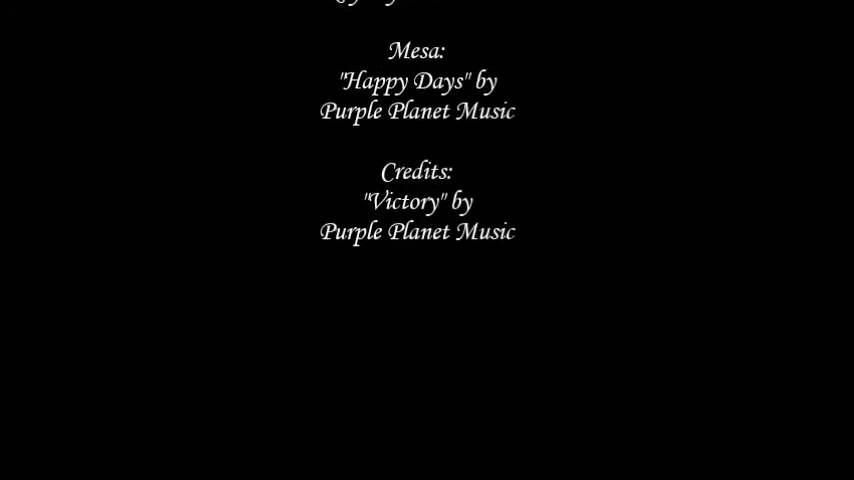 Mesa:
"Happy Days" by
Purple Planet Music
Credits:
"Victory" by
Purple Planet Music